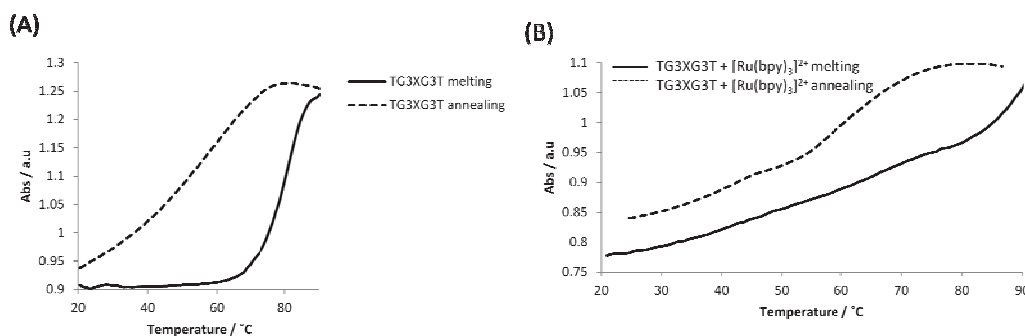 (A)
1.3
1.25
1.2
1.15
1.1
1.05
1
0.95
0.9
Abs / a.u
20 40 60 80
Temperature / ˚C
TG3XG3T melting
TG3XG3T annealing
(B)
1.1
1.05
1
0.95
0.9
0.85
0.8
0.75
Abs / a.u
20 30 40 50 60 70 80 90
Temperature / ˚C
TG3XG3T + [Ru(bpy)₃]²⁺ melting
TG3XG3T + [Ru(bpy)₃]²⁺ annealing